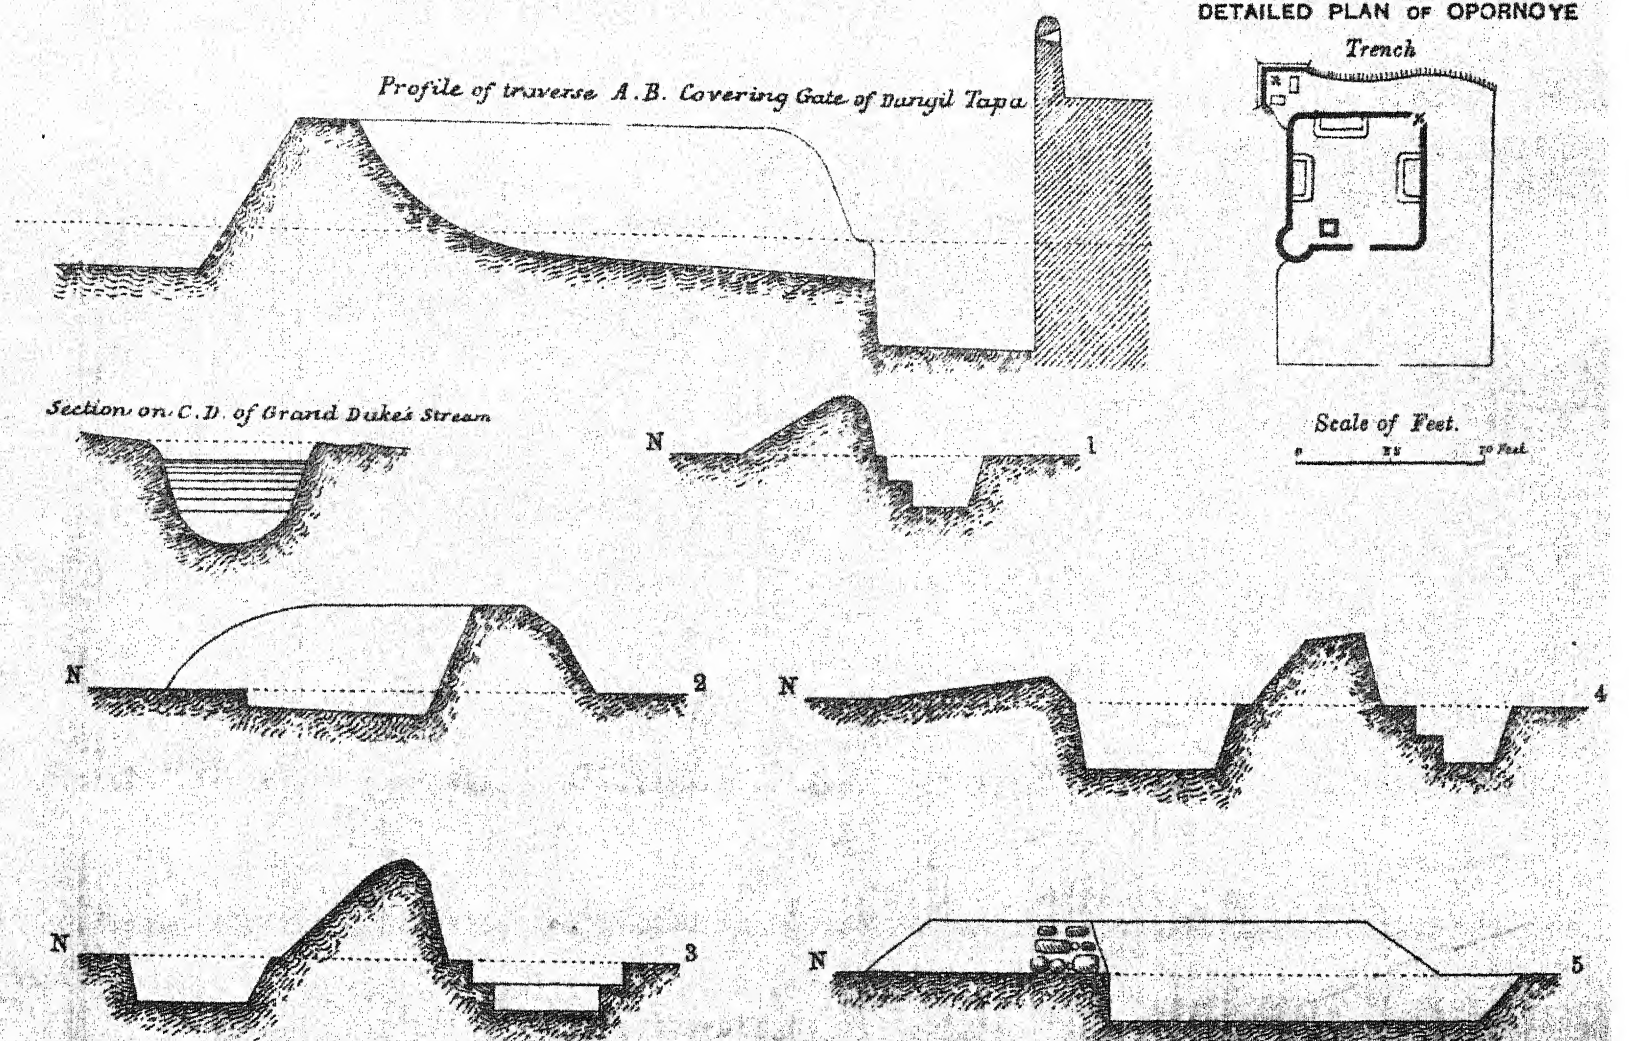 DETAILED PLAN OF OPORNOYE
Trench
Profile of traverse A.B. Covering Gate of Dangil Tapa
Section on C.D. of Grand Duke's Stream
Scale of Feet.
0 35 70 Feet
N 1
N 2
N 4
N 3
N 5